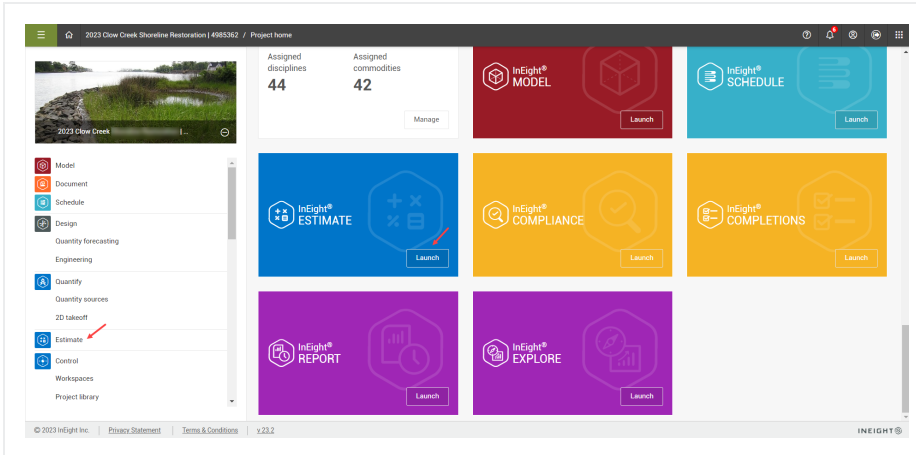 2023 Clow Creek Shoreline Restoration | 4985362 / Project home
6
2023 Clow Creek | ...
Model
Document
Schedule
Design
Quantity forecasting
Engineering
Quantify
Quantity sources
2D takeoff
Estimate
Control
Workspaces
Project library
Assigned disciplines
44
Assigned commodities
42
Manage
InEight®
MODEL
Launch
InEight®
SCHEDULE
Launch
InEight®
ESTIMATE
Launch
InEight®
COMPLIANCE
Launch
InEight®
COMPLETIONS
Launch
InEight®
REPORT
Launch
InEight®
EXPLORE
Launch
© 2023 InEight Inc. | Privacy Statement | Terms & Conditions | v 23.2
INEIGHT